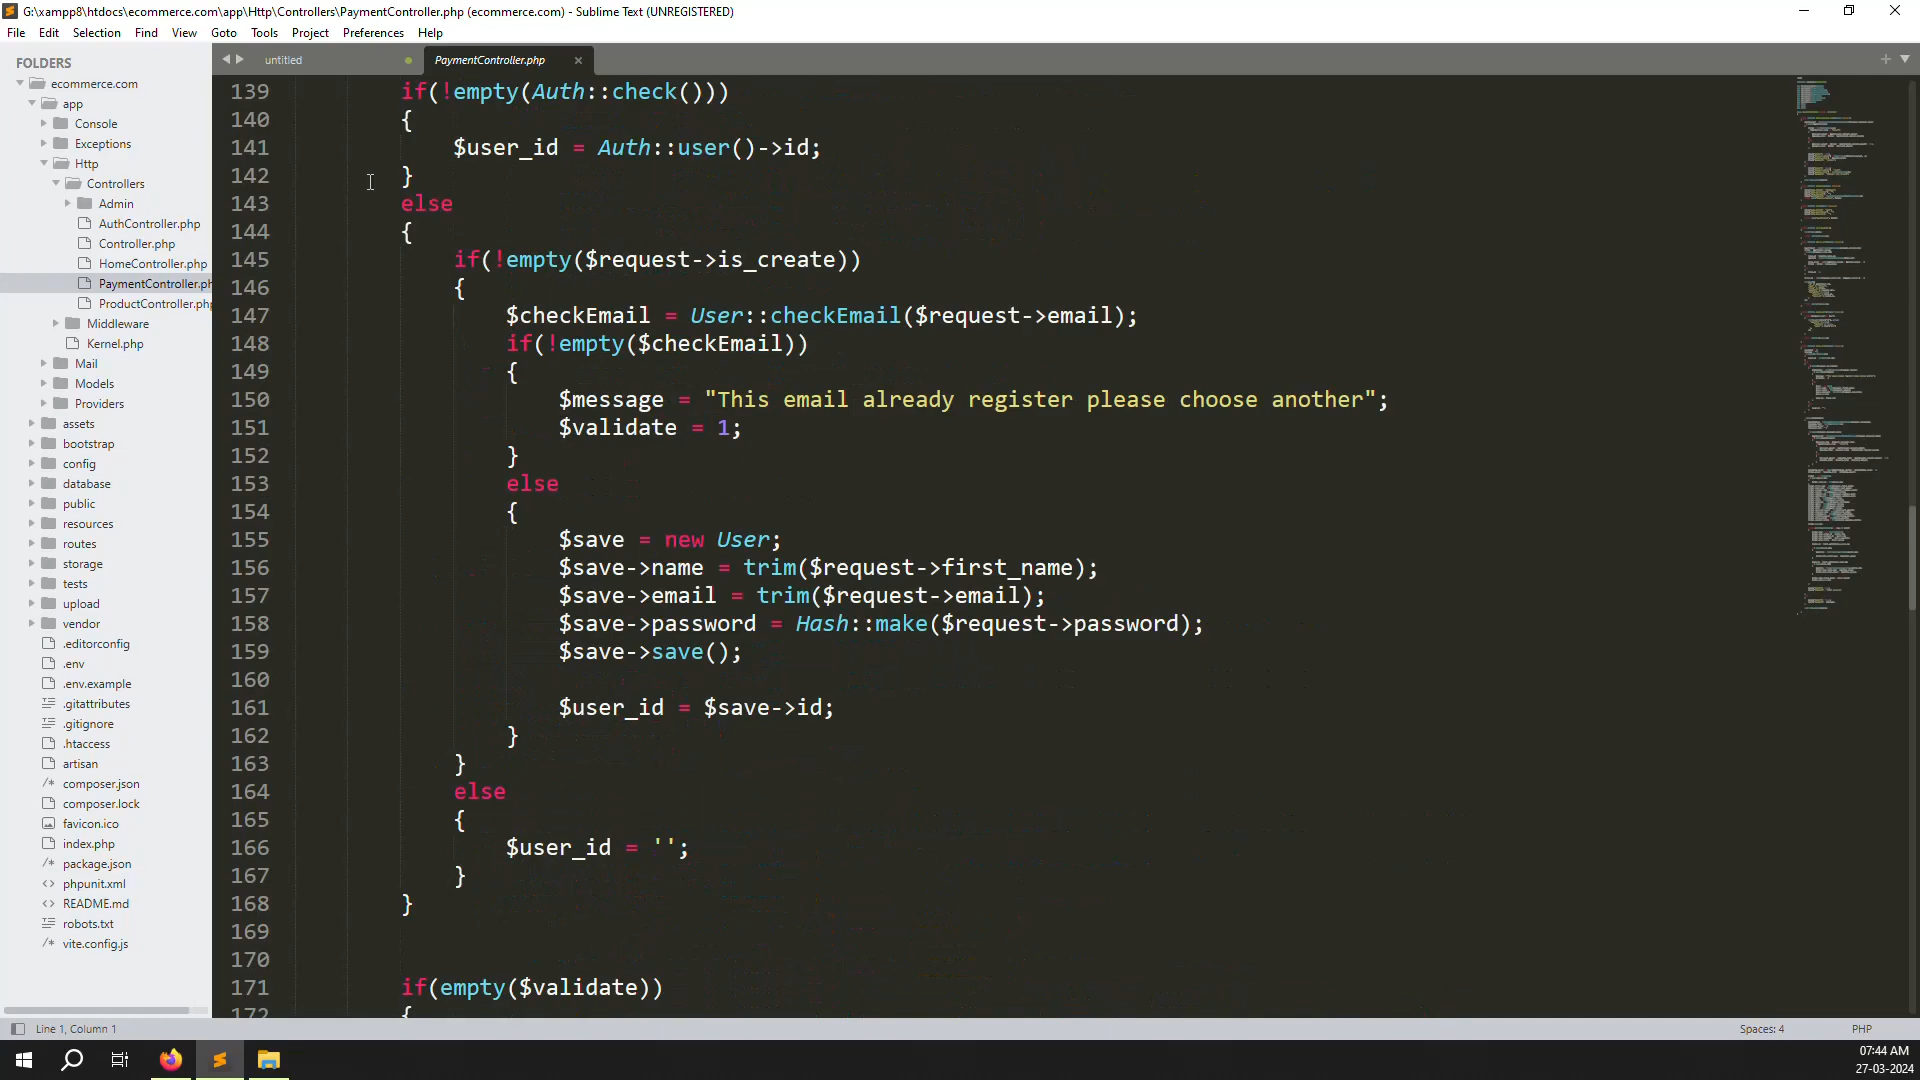 G:\xampp8\htdocs\ecommerce.com\app\Http\Controllers\PaymentController.php (ecommerce.com) - Sublime Text (UNREGISTERED)
File Edit Selection Find View Goto Tools Project Preferences Help
FOLDERS
ecommerce.com
app
Console
Exceptions
Http
Controllers
Admin
AuthController.php
Controller.php
HomeController.php
PaymentController.ph
ProductController.php
Middleware
Kernel.php
Mail
Models
Providers
assets
bootstrap
config
database
public
resources
routes
storage
tests
upload
vendor
.editorconfig
.env
.env.example
.gitattributes
.gitignore
.htaccess
artisan
composer.json
composer.lock
favicon.ico
index.php
package.json
phpunit.xml
README.md
robots.txt
vite.config.js
untitled
PaymentController.php
139 if(!empty(Auth::check()))
140 {
141 $user_id = Auth::user()->id;
142 }
143 else
144 {
145 if(!empty($request->is_create))
146 {
147 $checkEmail = User::checkEmail($request->email);
148 if(!empty($checkEmail))
149 {
150 $message = "This email already register please choose another";
151 $validate = 1;
152 }
153 else
154 {
155 $save = new User;
156 $save->name = trim($request->first_name);
157 $save->email = trim($request->email);
158 $save->password = Hash::make($request->password);
159 $save->save();
160
161 $user_id = $save->id;
162 }
163 }
164 else
165 {
166 $user_id = '';
167 }
168 }
169
170
171 if(empty($validate))
172 {
Line 1, Column 1
Spaces: 4
PHP
07:44 AM
27-03-2024